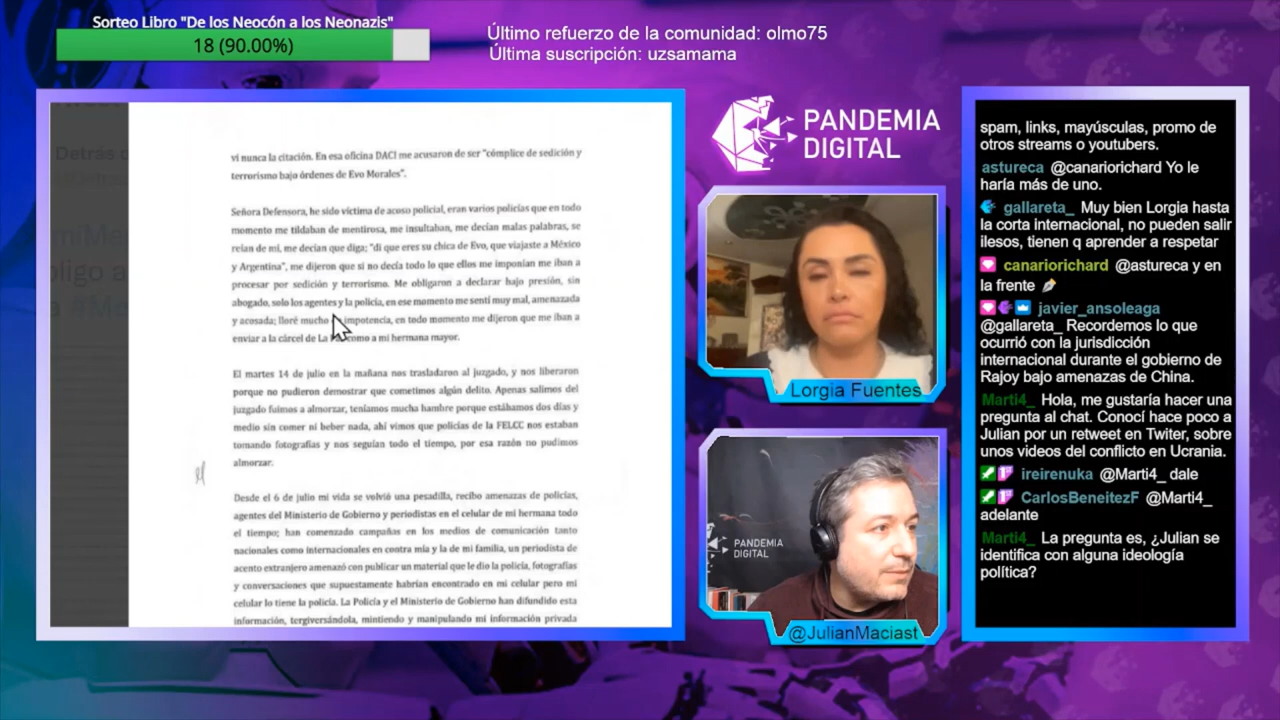 Sorteo Libro "De los Neocón a los Neonazis"
18 (90.00%)
Último refuerzo de la comunidad: olmo75
Última suscripción: uzsamama
vi nunca la citación. En esa oficina DACI me acusaron de ser "cómplice de sedición y
terrorismo bajo órdenes de Evo Morales".
Señora Defensora, he sido víctima de acoso policial, eran varios policías que en todo
momento me tildaban de mentirosa, me insultaban, me decían malas palabras, se
reían de mí, me decían que diga; "di que eres su chica de Evo, que viajaste a México
y Argentina", me dijeron que si no decía todo lo que ellos me imponían me iban a
procesar por sedición y terrorismo. Me obligaron a declarar bajo presión, sin
abogado, solo los agentes y la policía, en ese momento me sentí muy mal, amenazada
y acosada; lloré mucho impotencia, en todo momento me dijeron que me iban a
enviar a la cárcel de La como a mi hermana mayor.
El martes 14 de julio en la mañana nos trasladaron al juzgado, y nos liberaron
porque no pudieron demostrar que cometimos algún delito. Apenas salimos del
juzgado fuimos a almorzar, teníamos mucha hambre porque estábamos dos días y
medio sin comer ni beber nada, ahí vimos que policías de la FELCC nos estaban
tomando fotografías y nos seguían todo el tiempo, por esa razón no pudimos
almorzar.
Desde el 6 de julio mi vida se volvió una pesadilla, recibo amenazas de policías,
agentes del Ministerio de Gobierno y periodistas en el celular de mi hermana todo
el tiempo; han comenzado campañas en los medios de comunicación tanto
nacionales como internacionales en contra mía y la de mi familia, un periodista de
acento extranjero amenazó con publicar un material que le dio la policía, fotografías
y conversaciones que supuestamente habrían encontrado en mi celular pero mi
celular lo tiene la policía. La Policía y el Ministerio de Gobierno han difundido esta
información, tergiversándola, mintiendo y manipulando mi información privada
PANDEMIA
DIGITAL
Lorgia Fuentes
PANDEMIA
DIGITAL
@JulianMaciast
spam, links, mayúsculas, promo de
otros streams o youtubers.
astureca @canariorichard Yo le
haría más de uno.
gallareta_ Muy bien Lorgia hasta
la corta internacional, no pueden salir
ilesos, tienen q aprender a respetar
canariorichard @astureca y en
la frente
javier_ansoleaga
@gallareta_ Recordemos lo que
ocurrió con la jurisdicción
internacional durante el gobierno de
Rajoy bajo amenazas de China.
Marti4_ Hola, me gustaría hacer una
pregunta al chat. Conocí hace poco a
Julian por un retweet en Twiter, sobre
unos videos del conflicto en Ucrania.
ireirenuka @Marti4_ dale
CarlosBeneitezF @Marti4_
adelante
Marti4_ La pregunta es, ¿Julian se
identifica con alguna ideología
política?